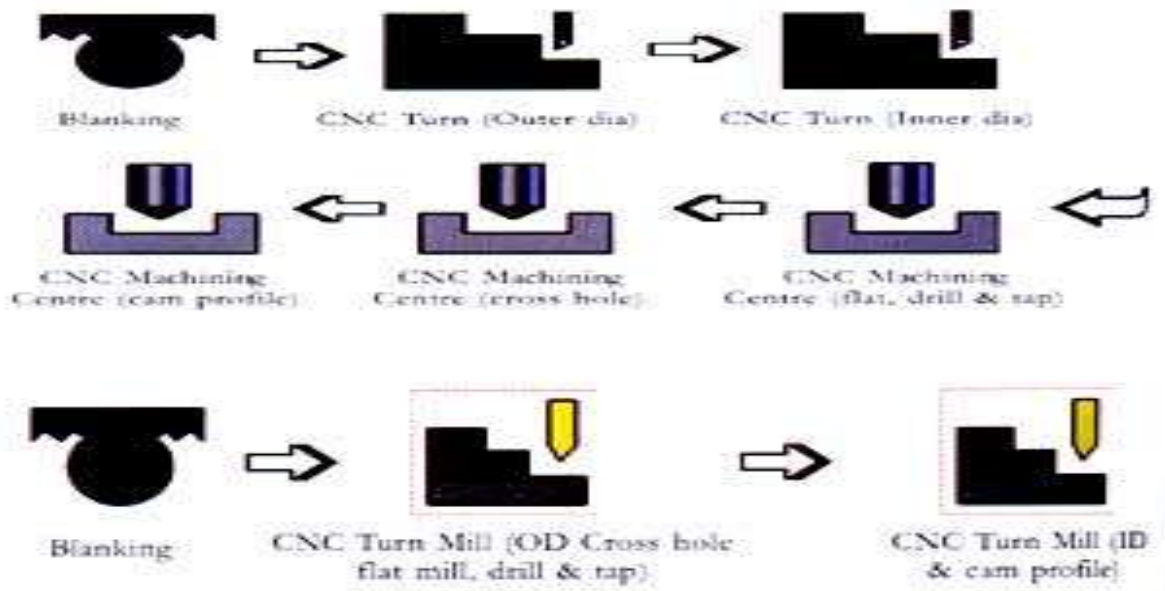 Blanking
CNC Turn (Outer dia)
CNC Turn (Inner dia)
CNC Machining
Centre (cam profile)
CNC Machining
Centre (cross hole)
CNC Machining
Centre (flat, drill & tap)
Blanking
CNC Turn Mill (OD Cross hole
flat mill, drill & tap)
CNC Turn Mill (ID
& cam profile)